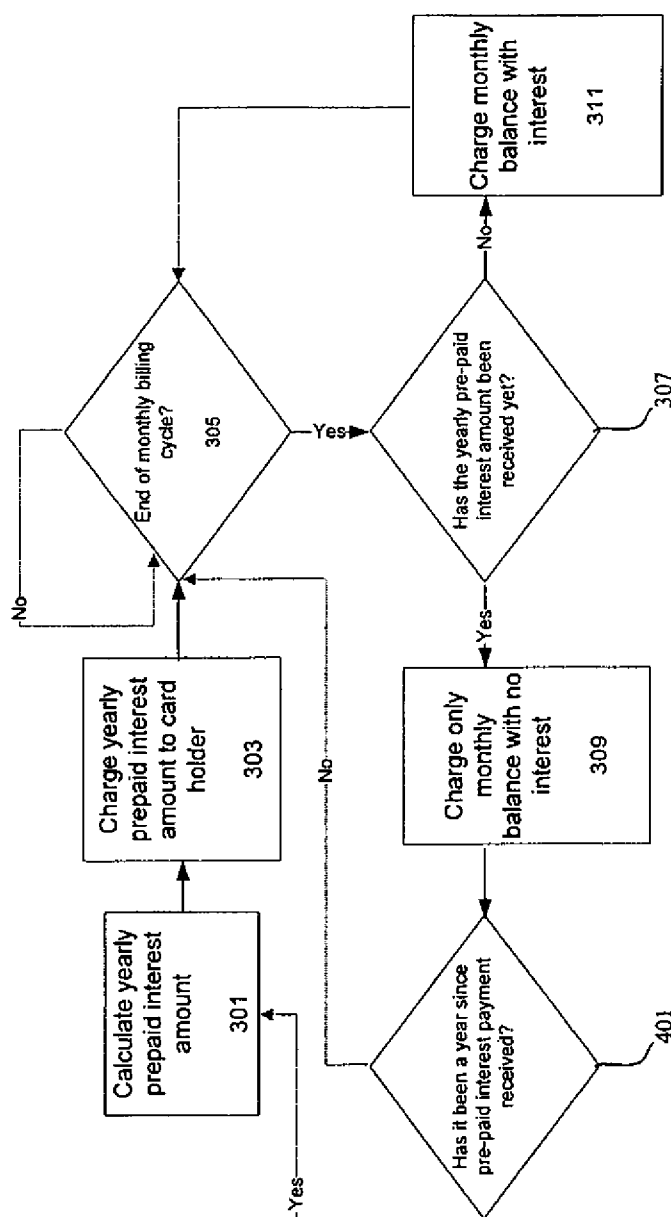 Calculate yearly
prepaid interest
amount
301
Charge yearly
prepaid interest
amount to card
holder
303
No
End of monthly billing
cycle?
305
Yes
Has the yearly pre-paid
interest amount been
received yet?
307
No
Charge monthly
balance with
interest
311
Yes
Charge only
monthly
balance with no
interest
309
Has it been a year since
pre-paid interest payment
received?
401
No
Yes